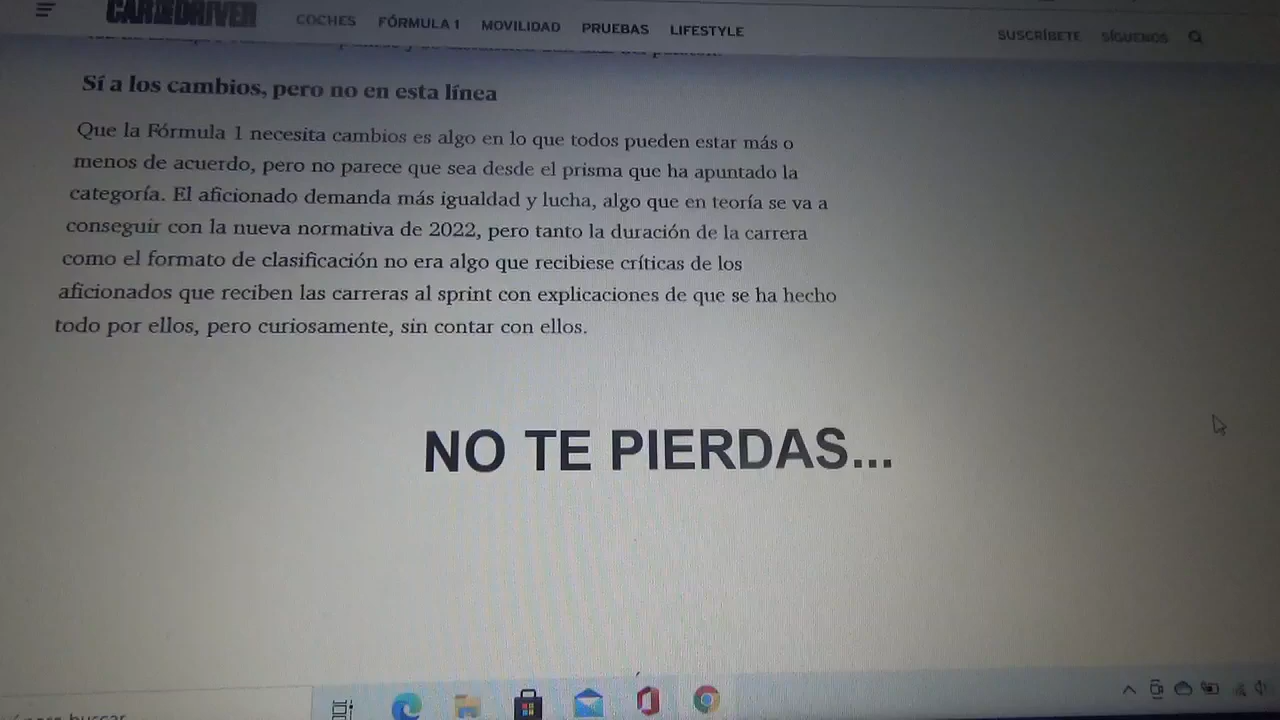 CAR AND DRIVER
COCHES FÓRMULA 1 MOVILIDAD PRUEBAS LIFESTYLE
SUSCRÍBETE SÍGUENOS
Sí a los cambios, pero no en esta línea
Que la Fórmula 1 necesita cambios es algo en lo que todos pueden estar más o
menos de acuerdo, pero no parece que sea desde el prisma que ha apuntado la
categoría. El aficionado demanda más igualdad y lucha, algo que en teoría se va a
conseguir con la nueva normativa de 2022, pero tanto la duración de la carrera
como el formato de clasificación no era algo que recibiese críticas de los
aficionados que reciben las carreras al sprint con explicaciones de que se ha hecho
todo por ellos, pero curiosamente, sin contar con ellos.
NO TE PIERDAS...
buscar